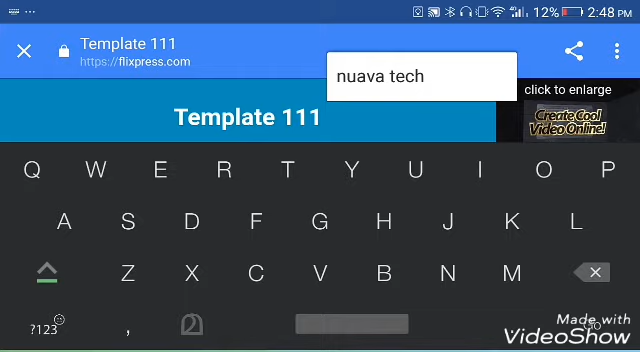 12% 2:48 PM
Template 111
https://flixpress.com
nuava tech
click to enlarge
Template 111
Create Cool
Video Online!
Q W E R T Y U I O P
A S D F G H J K L
Z X C V B N M
?123 , മ Go
Made with
VideoShow